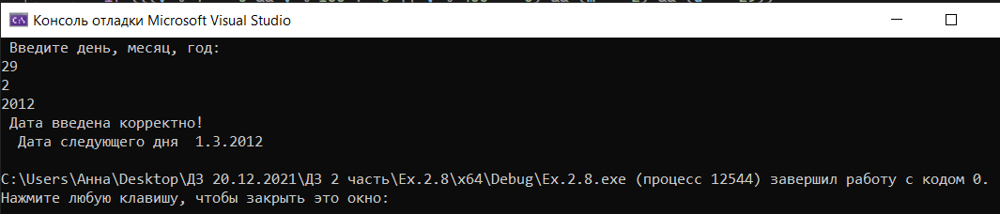 Консоль отладки Microsoft Visual Studio
Введите день, месяц, год:
29
2
2012
Дата введена корректно!
Дата следующего дня 1.3.2012
C:\Users\Анна\Desktop\ДЗ 20.12.2021\ДЗ 2 часть\Ex.2.8\x64\Debug\Ex.2.8.exe (процесс 12544) завершил работу с кодом 0.
Нажмите любую клавишу, чтобы закрыть это окно: